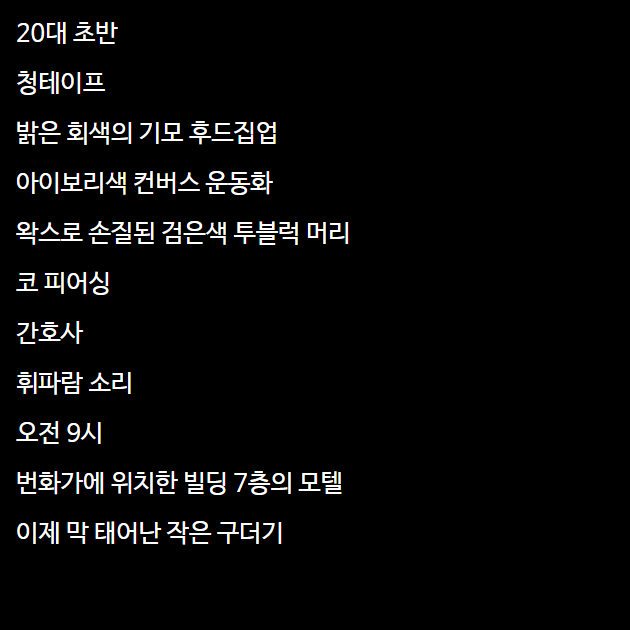 20대 초반
청테이프
밝은 회색의 기모 후드집업
아이보리색 컨버스 운동화
왁스로 손질된 검은색 투블럭 머리
코 피어싱
간호사
휘파람 소리
오전 9시
번화가에 위치한 빌딩 7층의 모텔
이제 막 태어난 작은 구더기